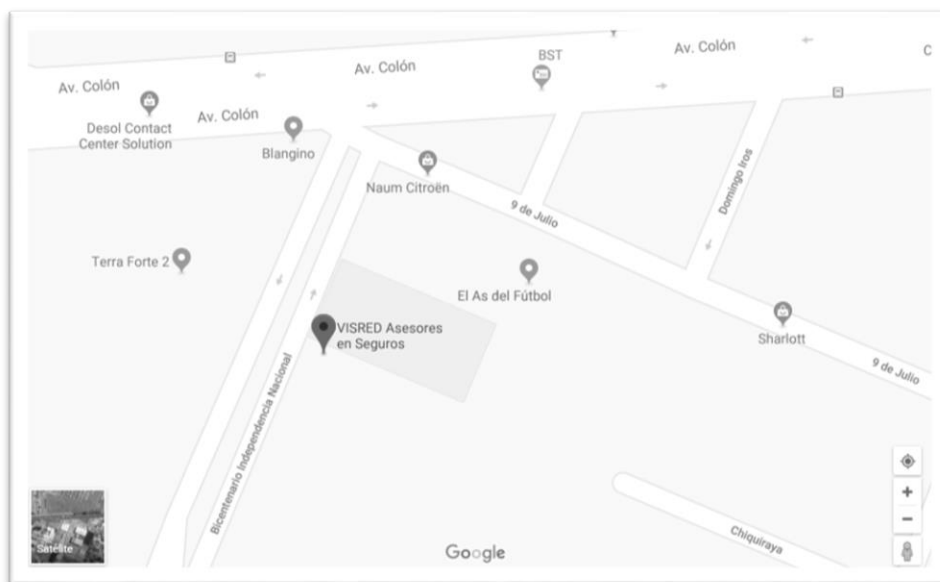 BST
Av. Colón
Av. Colón
C
Av. Colón
Av. Colón
Desol Contact
Center Solution
Blangino
Naum Citroën
Domingo Iros
9 de Julio
Terra Forte 2
El As del Fútbol
VISRED Asesores
en Seguros
Sharlott
9 de Julio
Bicentenario Independencia Nacional
Satélite
Google
Chiquiraya